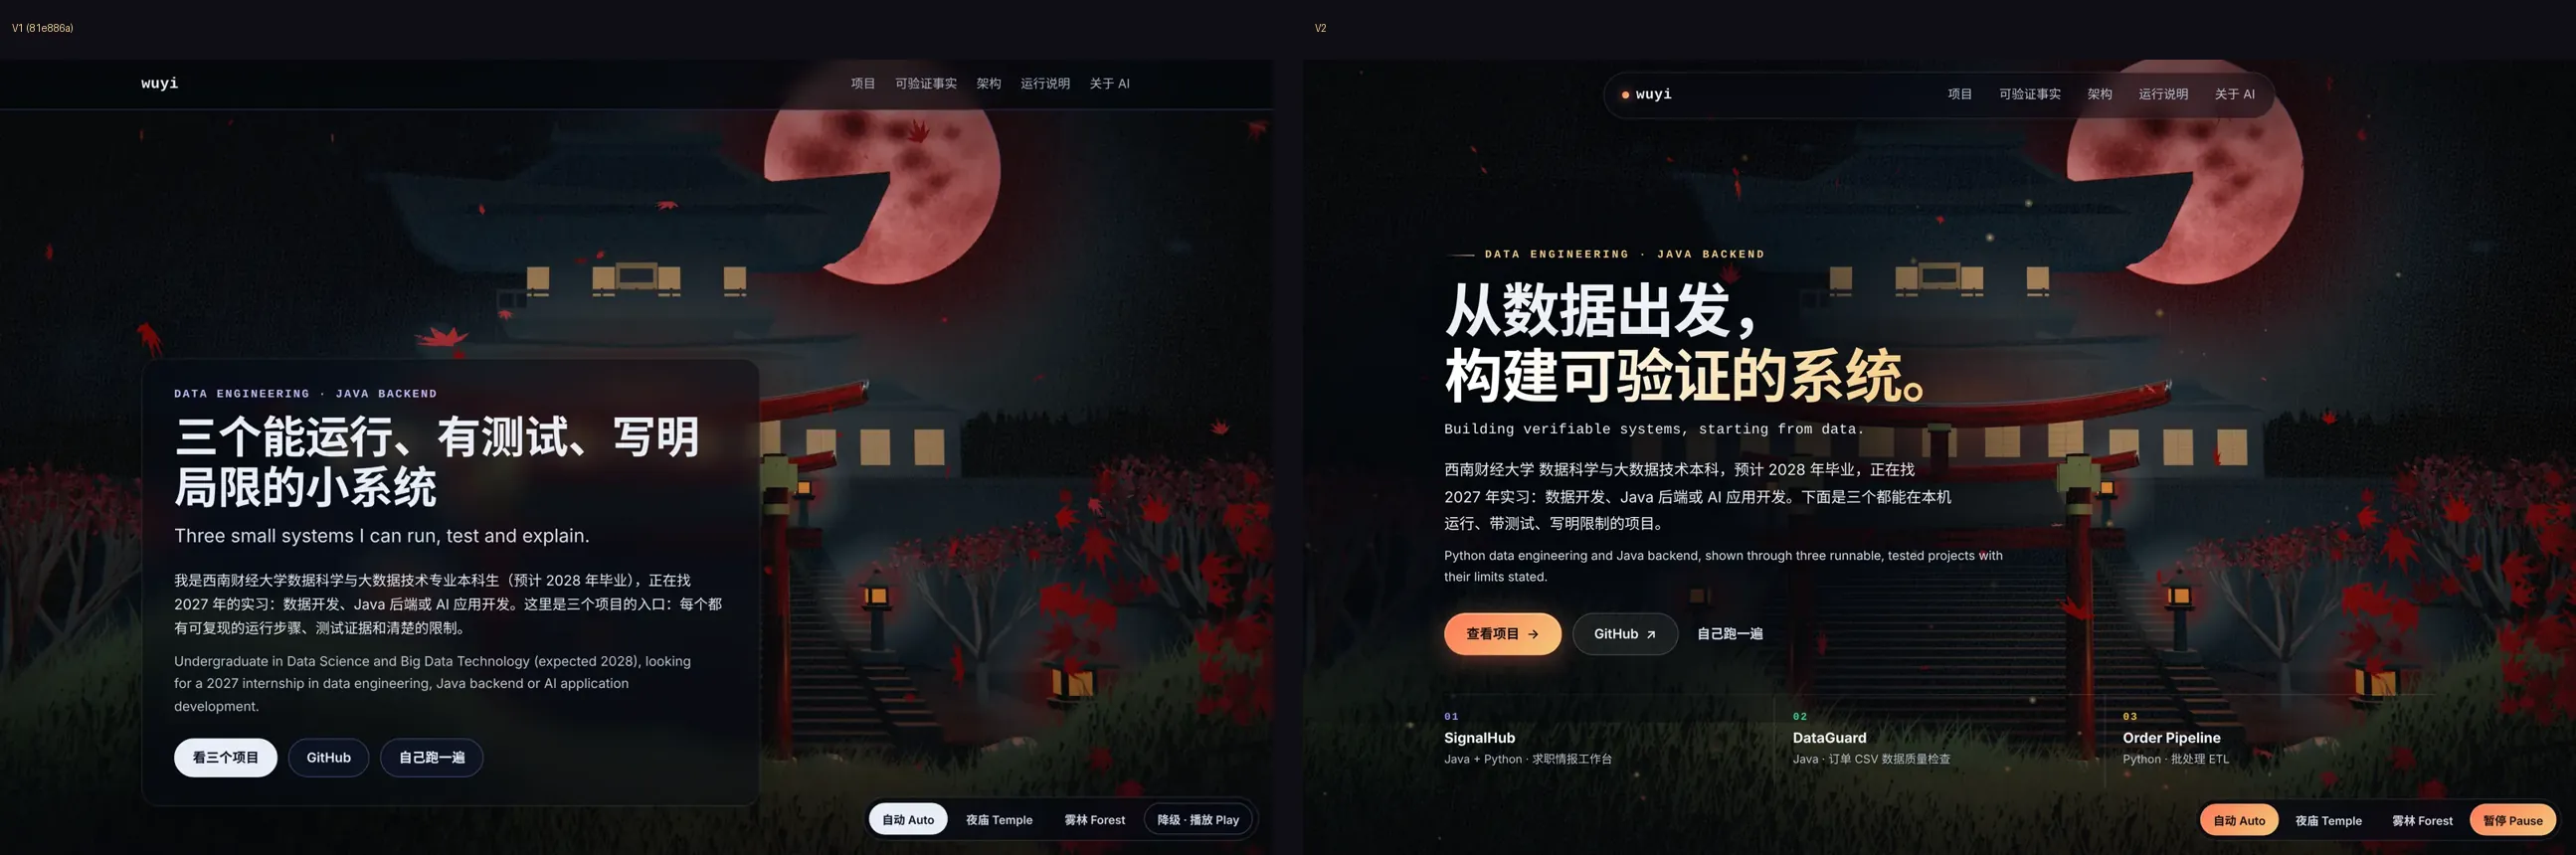 V1 (81e886a)
wuyi
项目 可验证事实 架构 运行说明 关于 AI
DATA ENGINEERING · JAVA BACKEND
三个能运行、有测试、写明
局限的小系统
Three small systems I can run, test and explain.
我是西南财经大学数据科学与大数据技术专业本科生（预计 2028 年毕业），正在找
2027 年的实习：数据开发、Java 后端或 AI 应用开发。这里是三个项目的入口：每个都
有可复现的运行步骤、测试证据和清楚的限制。
Undergraduate in Data Science and Big Data Technology (expected 2028), looking
for a 2027 internship in data engineering, Java backend or AI application
development.
看三个项目 GitHub 自己跑一遍
自动 Auto 夜庙 Temple 雾林 Forest 降级 · 播放 Play
V2
wuyi
项目 可验证事实 架构 运行说明 关于 AI
DATA ENGINEERING · JAVA BACKEND
从数据出发，
构建可验证的系统。
Building verifiable systems, starting from data.
西南财经大学 数据科学与大数据技术本科，预计 2028 年毕业，正在找
2027 年实习：数据开发、Java 后端或 AI 应用开发。下面是三个都能在本机
运行、带测试、写明限制的项目。
Python data engineering and Java backend, shown through three runnable, tested projects with
their limits stated.
查看项目 → GitHub ↗ 自己跑一遍
01
SignalHub
Java + Python · 求职情报工作台
02
DataGuard
Java · 订单 CSV 数据质量检查
03
Order Pipeline
Python · 批处理 ETL
自动 Auto 夜庙 Temple 雾林 Forest 暂停 Pause